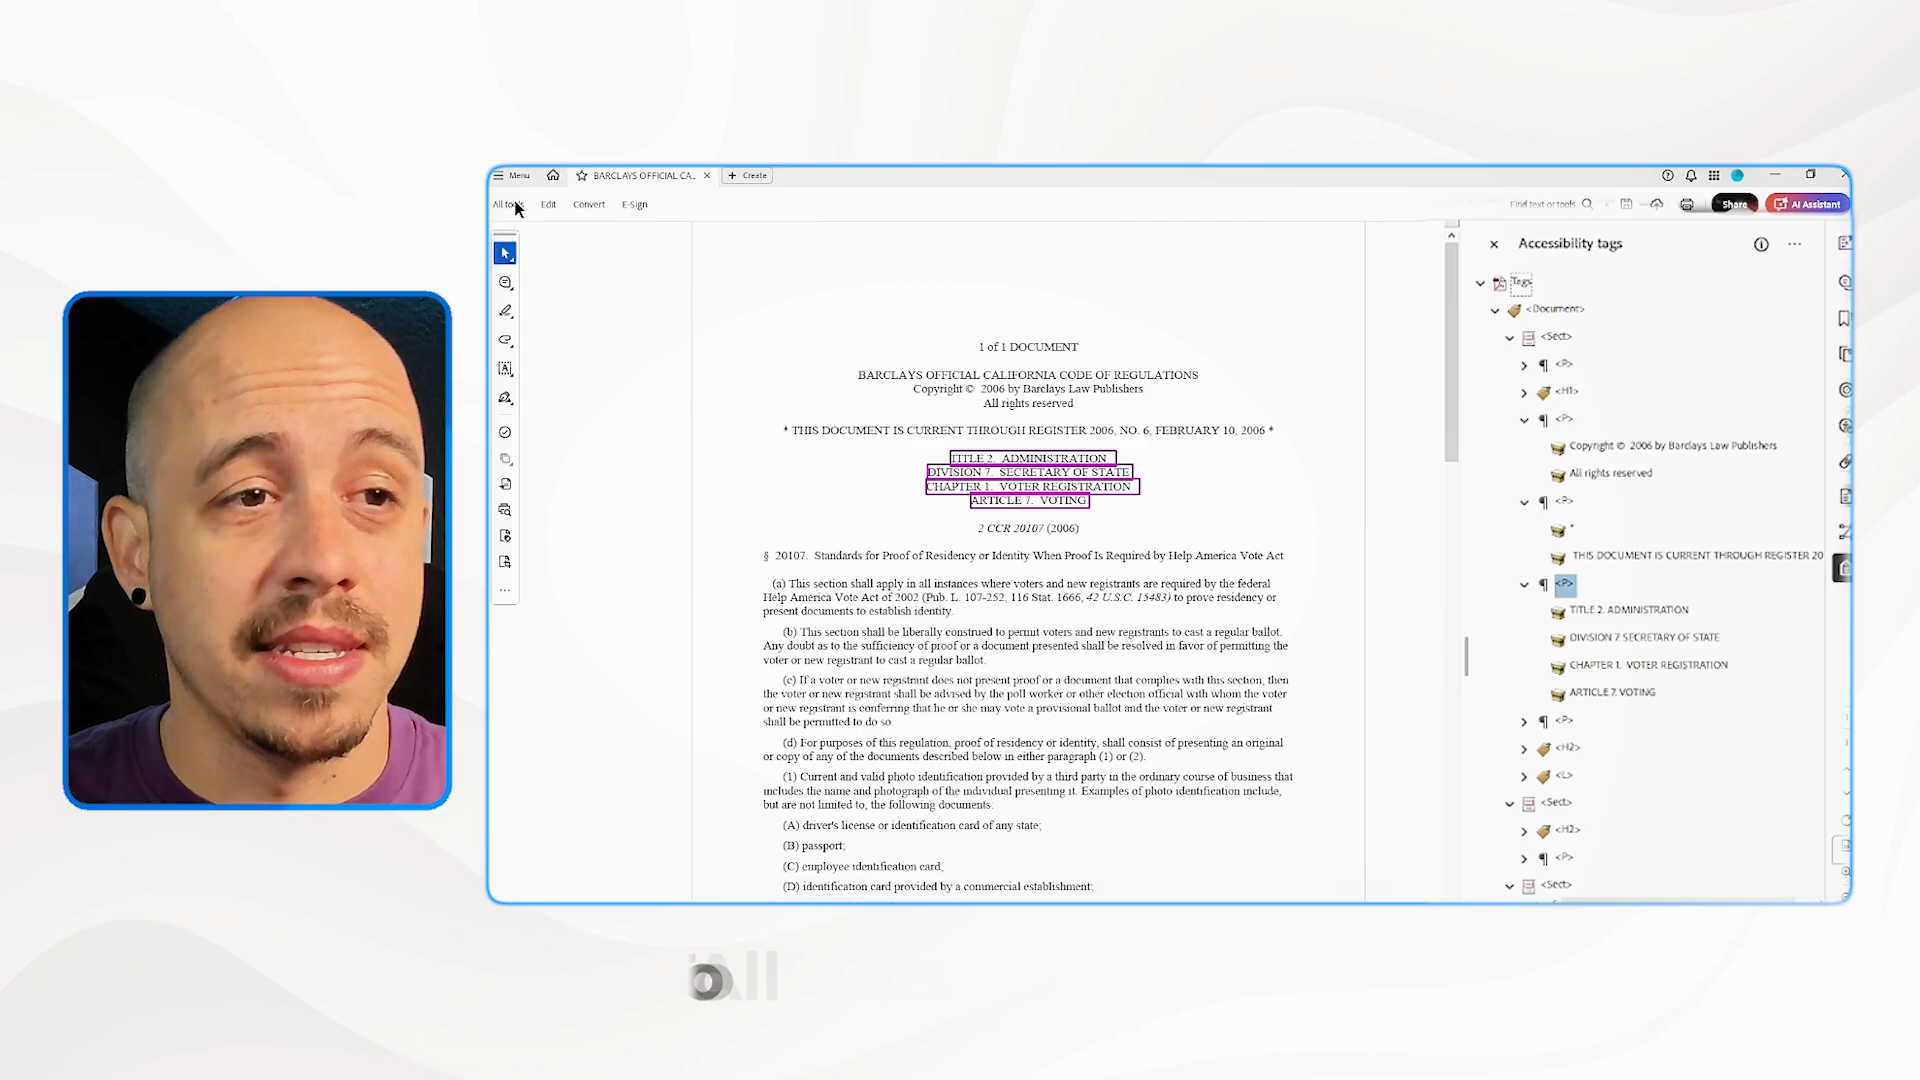 Menu
BARCLAYS OFFICIAL CA...
Create
All tools
Edit
Convert
E-Sign
Find text or tools
Share
AI Assistant
1 of 1 DOCUMENT
BARCLAYS OFFICIAL CALIFORNIA CODE OF REGULATIONS
Copyright © 2006 by Barclays Law Publishers
All rights reserved
* THIS DOCUMENT IS CURRENT THROUGH REGISTER 2006, NO. 6, FEBRUARY 10, 2006 *
TITLE 2. ADMINISTRATION
DIVISION 7. SECRETARY OF STATE
CHAPTER 1. VOTER REGISTRATION
ARTICLE 7. VOTING
2 CCR 20107 (2006)
§ 20107. Standards for Proof of Residency or Identity When Proof Is Required by Help America Vote Act
(a) This section shall apply in all instances where voters and new registrants are required by the federal
Help America Vote Act of 2002 (Pub. L. 107-252, 116 Stat. 1666, 42 U.S.C. 15483) to prove residency or
present documents to establish identity.
(b) This section shall be liberally construed to permit voters and new registrants to cast a regular ballot.
Any doubt as to the sufficiency of proof or a document presented shall be resolved in favor of permitting the
voter or new registrant to cast a regular ballot.
(c) If a voter or new registrant does not present proof or a document that complies with this section, then
the voter or new registrant shall be advised by the poll worker or other election official with whom the voter
or new registrant is conferring that he or she may vote a provisional ballot and the voter or new registrant
shall be permitted to do so.
(d) For purposes of this regulation, proof of residency or identity, shall consist of presenting an original
or copy of any of the documents described below in either paragraph (1) or (2).
(1) Current and valid photo identification provided by a third party in the ordinary course of business that
includes the name and photograph of the individual presenting it. Examples of photo identification include,
but are not limited to, the following documents:
(A) driver's license or identification card of any state;
(B) passport;
(C) employee identification card,
(D) identification card provided by a commercial establishment;
Accessibility tags
Tags
<Document>
<Sect>
<P>
<H1>
<P>
Copyright © 2006 by Barclays Law Publishers
All rights reserved
<P>
*
THIS DOCUMENT IS CURRENT THROUGH REGISTER 20
<P>
TITLE 2. ADMINISTRATION
DIVISION 7. SECRETARY OF STATE
CHAPTER 1. VOTER REGISTRATION
ARTICLE 7. VOTING
<P>
<H2>
<L>
<Sect>
<H2>
<P>
<Sect>
All